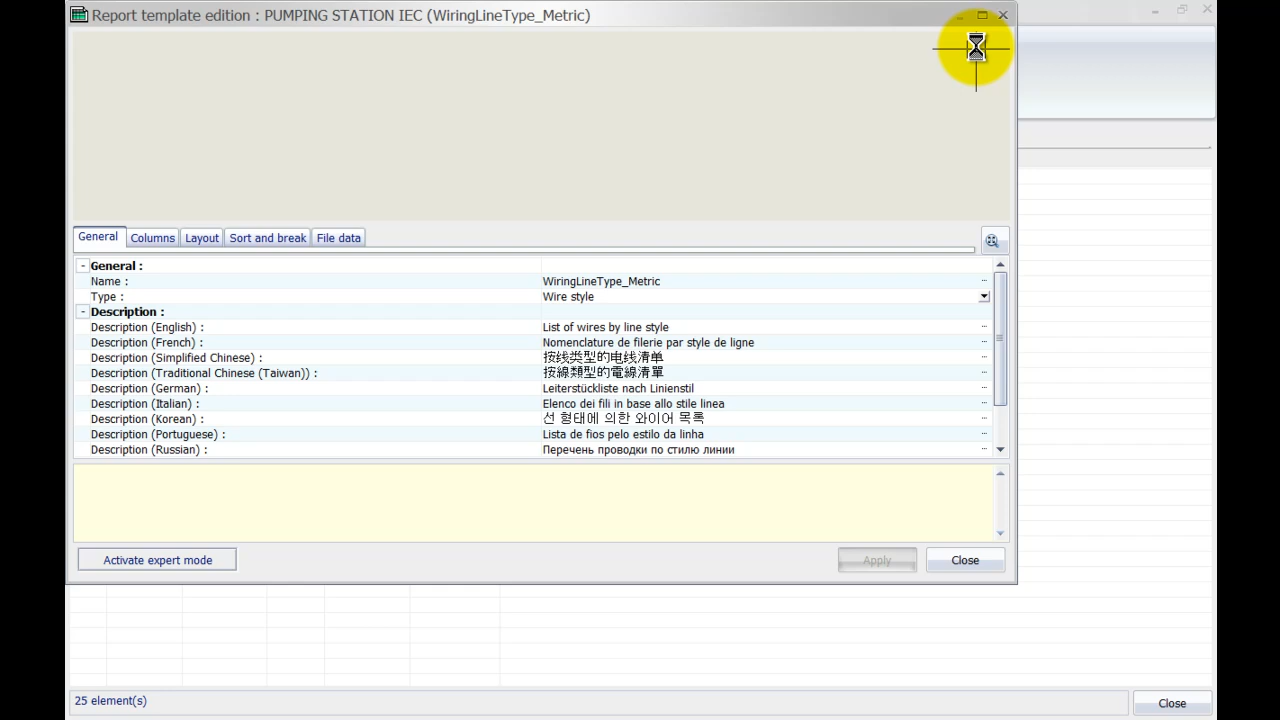 Report template edition : PUMPING STATION IEC (WiringLineType_Metric)
General Columns Layout Sort and break File data
General :
Name : WiringLineType_Metric
Type : Wire style
Description :
Description (English) : List of wires by line style
Description (French) : Nomenclature de filerie par style de ligne
Description (Simplified Chinese) : 按线类型的电线清单
Description (Traditional Chinese (Taiwan)) : 按線類型的電線清單
Description (German) : Leiterstückliste nach Linienstil
Description (Italian) : Elenco dei fili in base allo stile linea
Description (Korean) : 선 형태에 의한 와이어 목록
Description (Portuguese) : Lista de fios pelo estilo da linha
Description (Russian) : Перечень проводки по стилю линии
Activate expert mode Apply Close
25 element(s) Close